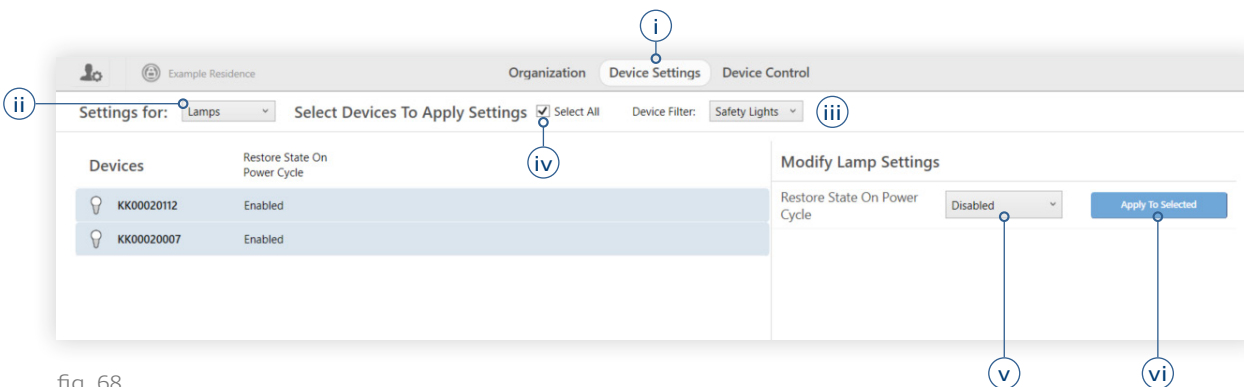 i
Example Residence Organization Device Settings Device Control
ii Settings for: Lamps Select Devices To Apply Settings Select All Device Filter: Safety Lights iii
iv
Devices Restore State On
Power Cycle
KK00020112 Enabled
KK00020007 Enabled
Modify Lamp Settings
Restore State On Power
Cycle Disabled Apply To Selected
v vi
fig. 68